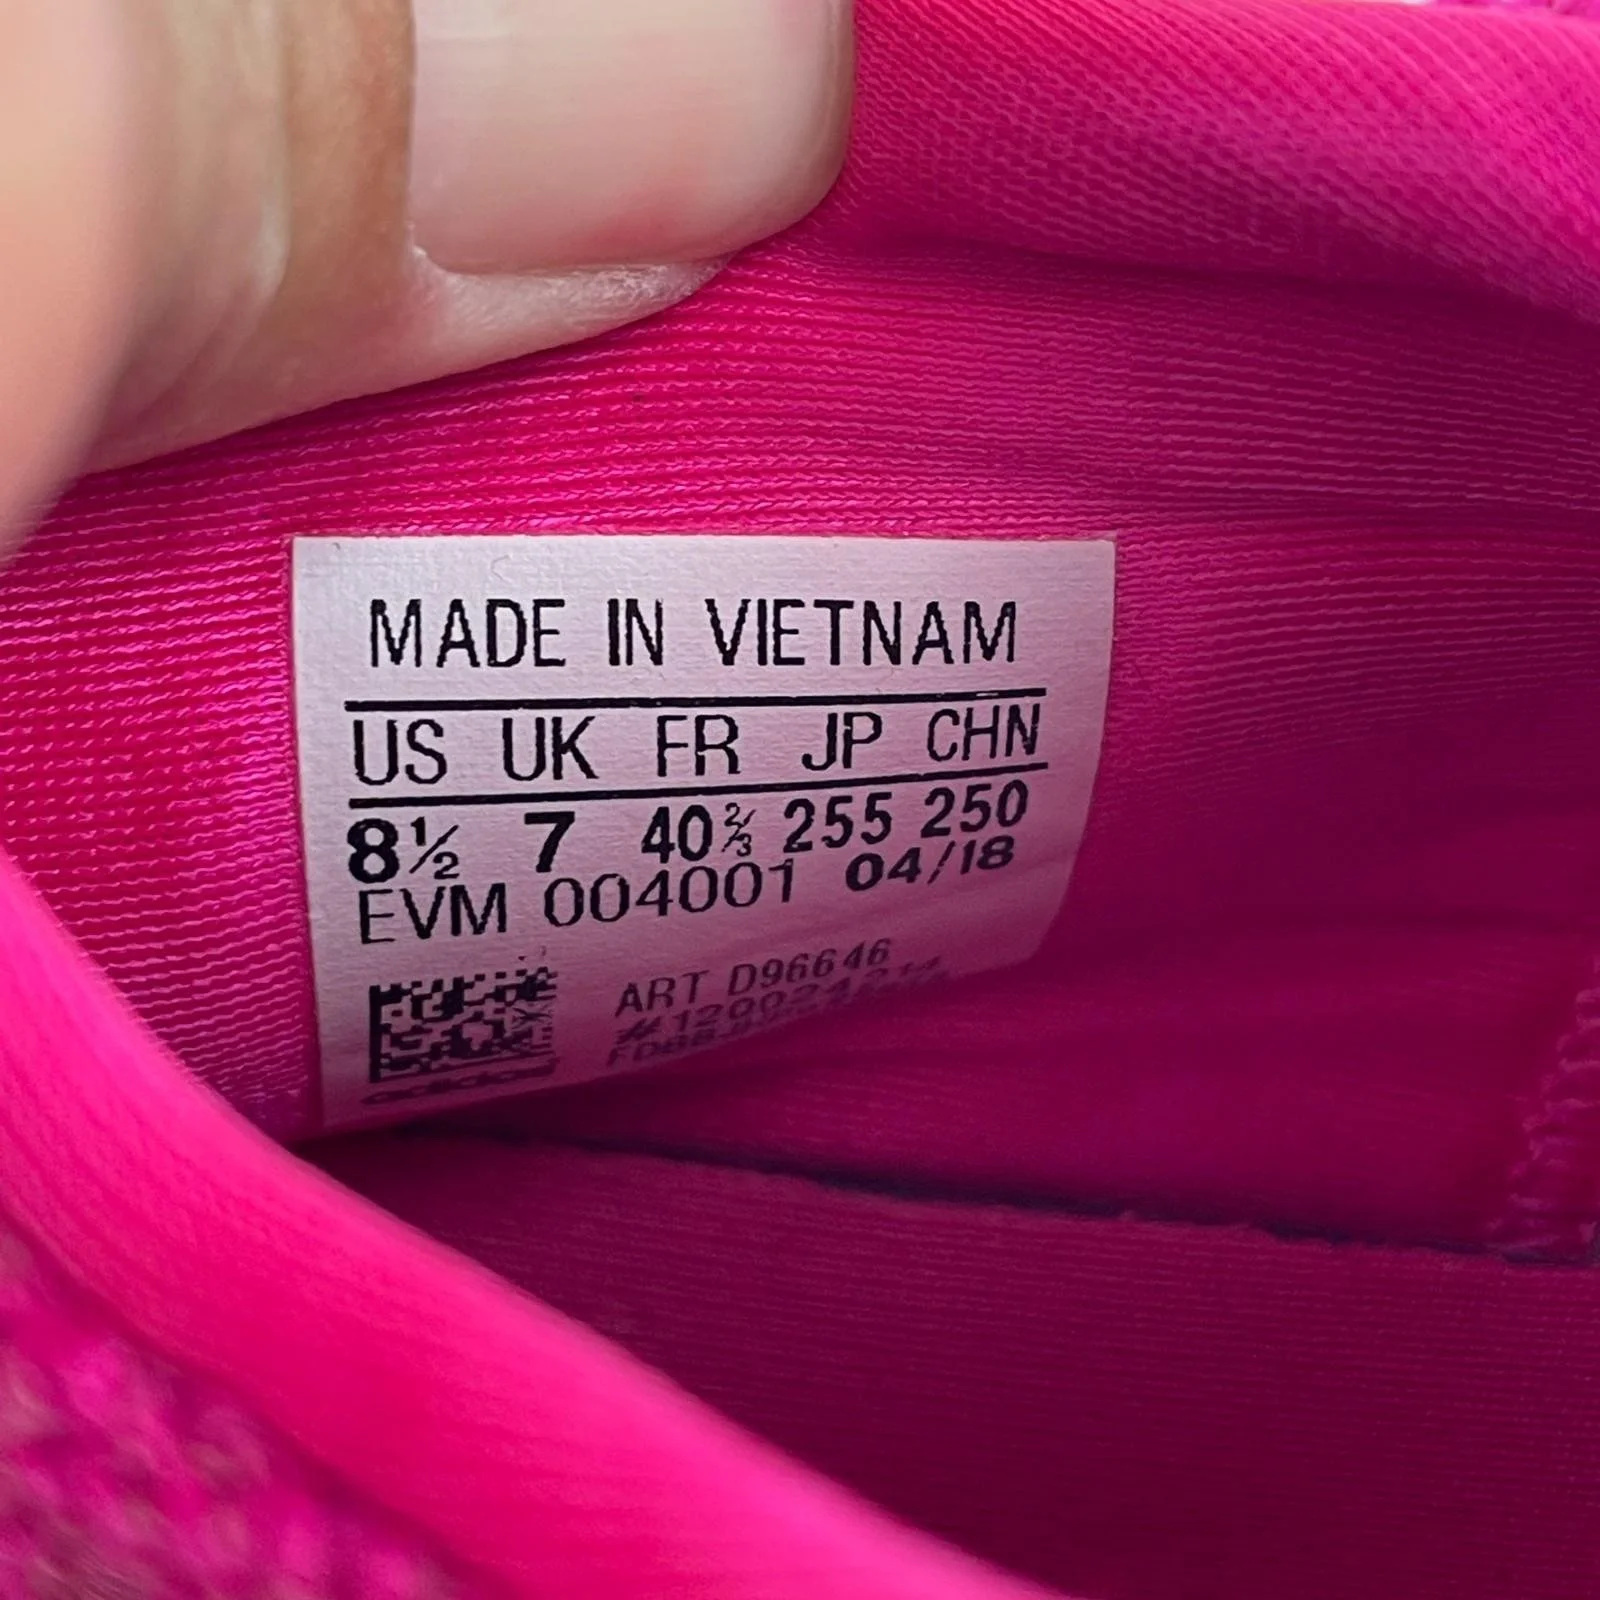 MADE IN VIETNAM
US UK FR JP CHN
8½ 7 40⅔ 255 250
EVM 004001 04/18
ART D96646
adidas